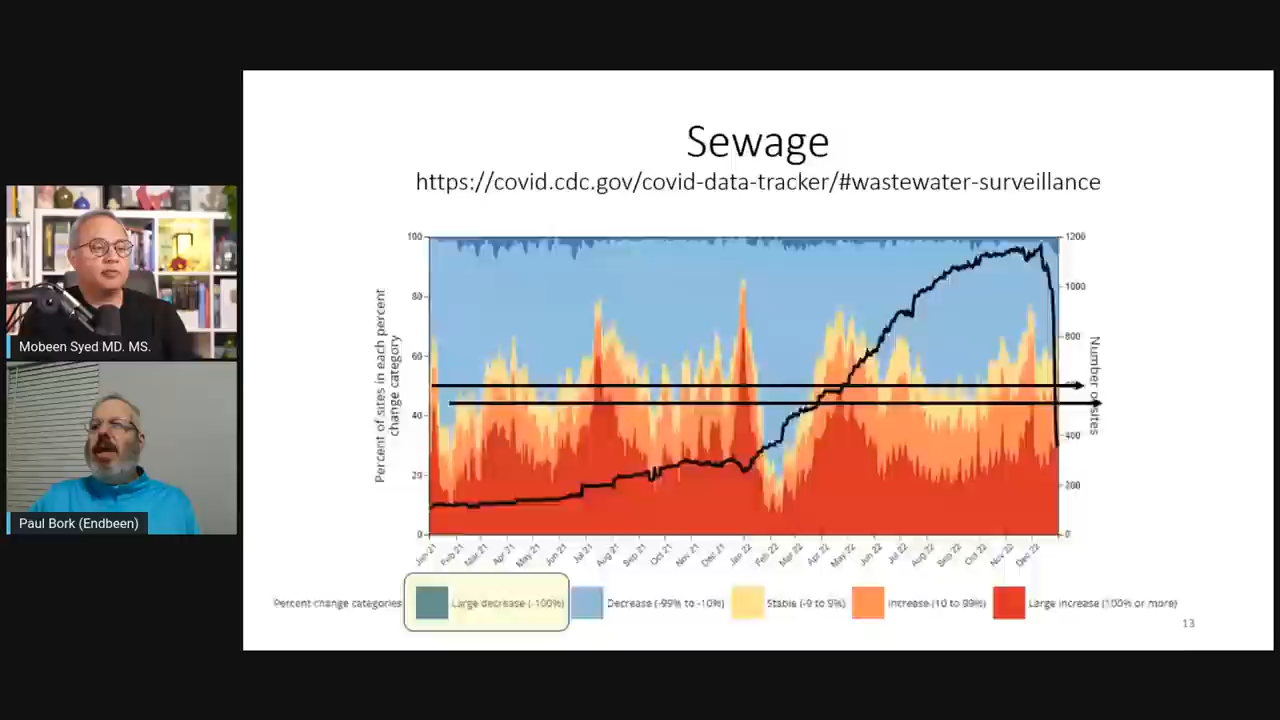 Sewage
https://covid.cdc.gov/covid-data-tracker/#wastewater-surveillance
100
80
60
40
20
0
Percent of sites in each percent
change category
1200
1000
800
400
200
0
Number of sites
Jan 21
Feb 21
Mar 21
Apr 21
May 21
Jun 21
Jul 21
Aug 21
Sep 21
Oct 21
Nov 21
Dec 21
Jan 22
Feb 22
Mar 22
Apr 22
May 22
Jun 22
Jul 22
Aug 22
Sep 22
Oct 22
Nov 22
Dec 22
Percent change categories
Large decrease (-100%)
Decrease (-99% to -10%)
Stable (-9 to 9%)
Increase (10 to 99%)
Large increase (100% or more)
13
Mobeen Syed MD. MS.
Paul Bork (Endbeen)